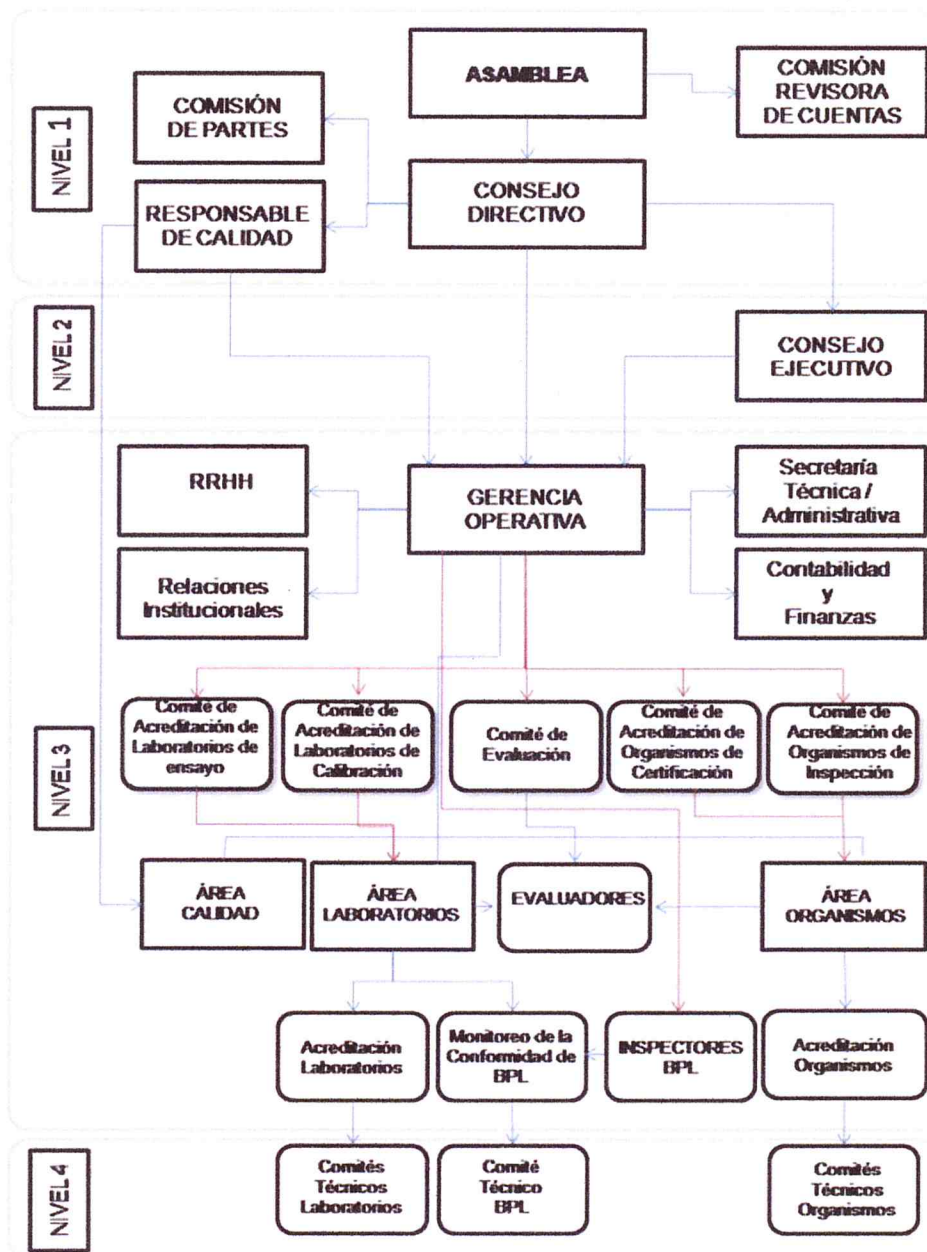 NIVEL 1
ASAMBLEA
COMISIÓN
REVISORA
DE CUENTAS
COMISIÓN
DE PARTES
CONSEJO
DIRECTIVO
RESPONSABLE
DE CALIDAD
NIVEL 2
CONSEJO
EJECUTIVO
NIVEL 3
RRHH
GERENCIA
OPERATIVA
Secretaría
Técnica /
Administrativa
Relaciones
Institucionales
Contabilidad
y
Finanzas
Comité de
Acreditación de
Laboratorios de
ensayo
Comité de
Acreditación de
Laboratorios de
Calibración
Comité de
Evaluación
Comité de
Acreditación de
Organismos de
Certificación
Comité de
Acreditación de
Organismos de
Inspección
ÁREA
CALIDAD
ÁREA
LABORATORIOS
EVALUADORES
ÁREA
ORGANISMOS
Acreditación
Laboratorios
Monitoreo de la
Conformidad de
BPL
INSPECTORES
BPL
Acreditación
Organismos
NIVEL 4
Comités
Técnicos
Laboratorios
Comité
Técnico
BPL
Comités
Técnicos
Organismos